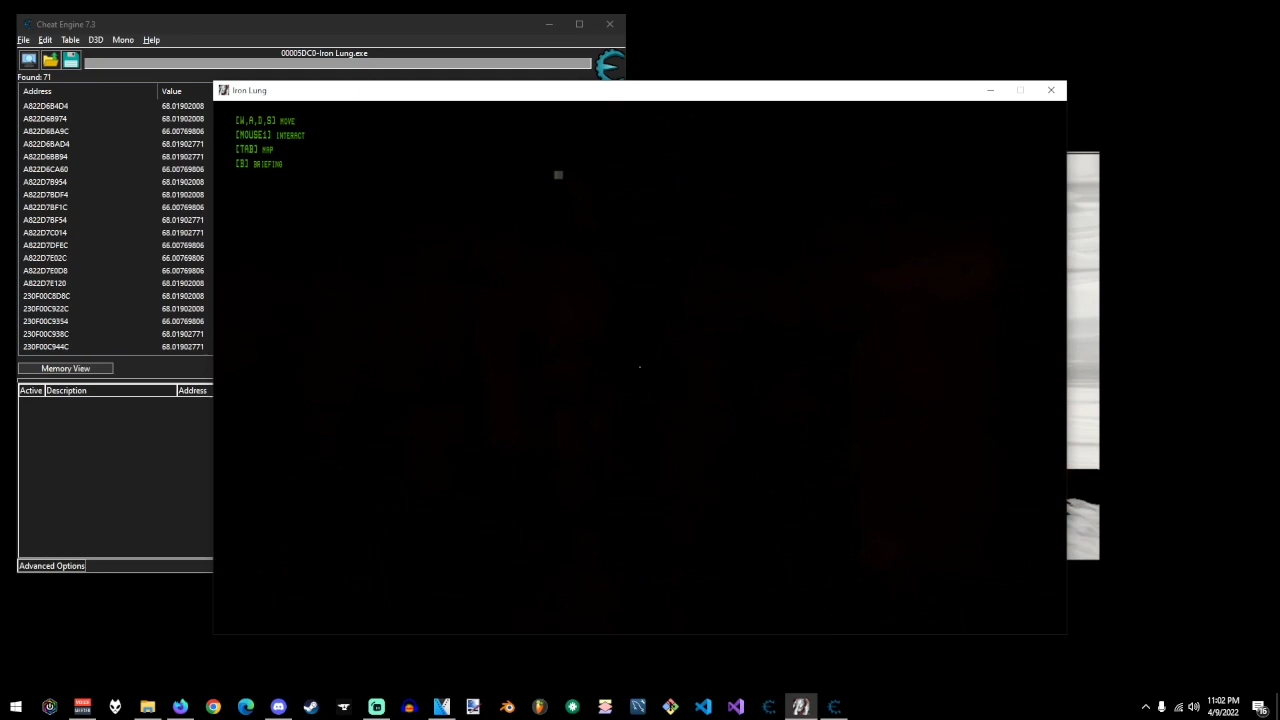 Cheat Engine 7.3
File Edit Table D3D Mono Help
00005DC0-Iron Lung.exe
Found: 71
Address Value
A822D6B4D4 68.01902008
A822D6B974 68.01902008
A822D6BA9C 66.00769806
A822D6BAD4 68.01902771
A822D6BB94 68.01902771
A822D6CA60 66.00769806
A822D7B954 68.01902008
A822D7BDF4 68.01902008
A822D7BF1C 66.00769806
A822D7BF54 68.01902771
A822D7C014 68.01902771
A822D7DFEC 66.00769806
A822D7E02C 68.01902008
A822D7E0D8 66.00769806
A822D7E120 68.01902008
230F00C8D8C 68.01902008
230F00C922C 68.01902008
230F00C9354 66.00769806
230F00C938C 68.01902771
230F00C944C 68.01902771
Memory View
Active Description Address
Advanced Options
Iron Lung
[W,A,D,S] MOVE
[MOUSE1] INTERACT
[TAB] MAP
[B] BRIEFING
11:02 PM
4/9/2022